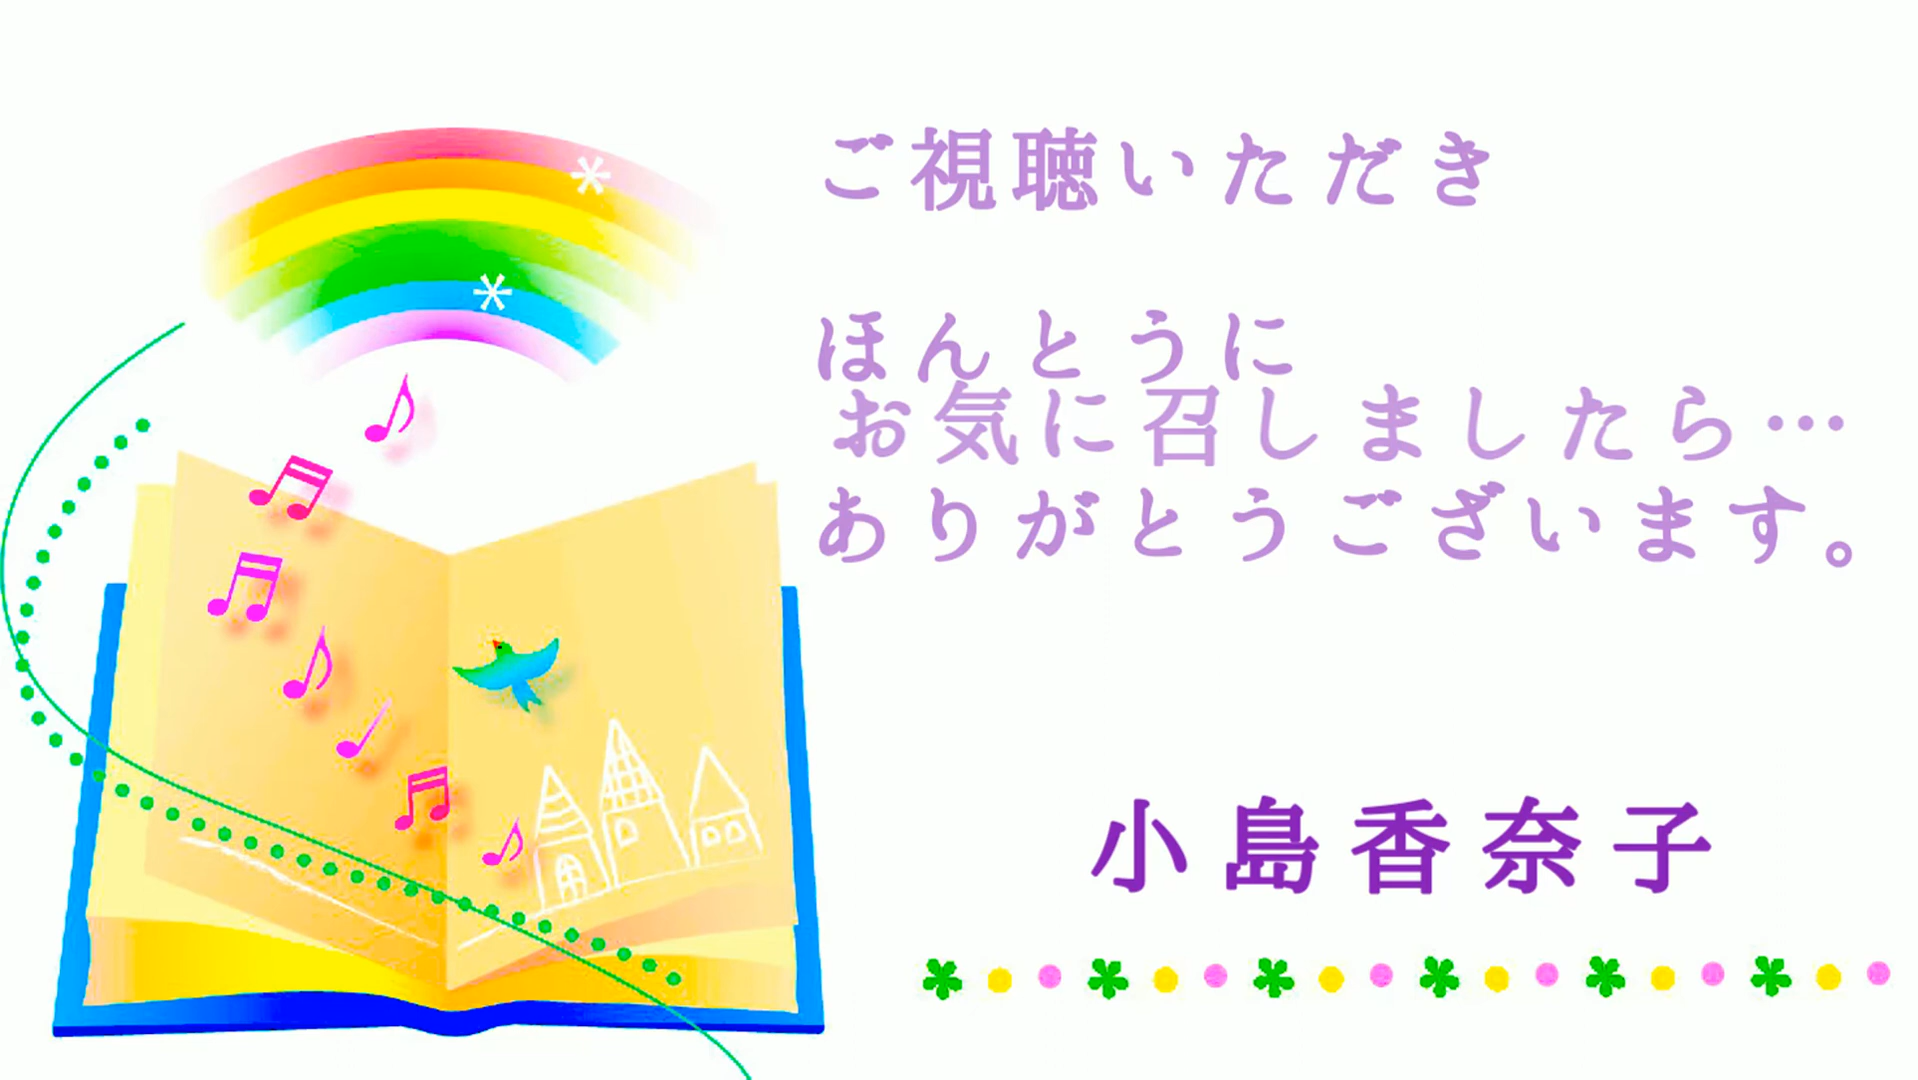 ご視聴いただき
ほんとうに
お気に召しましたら…
ありがとうございます。
小島香奈子